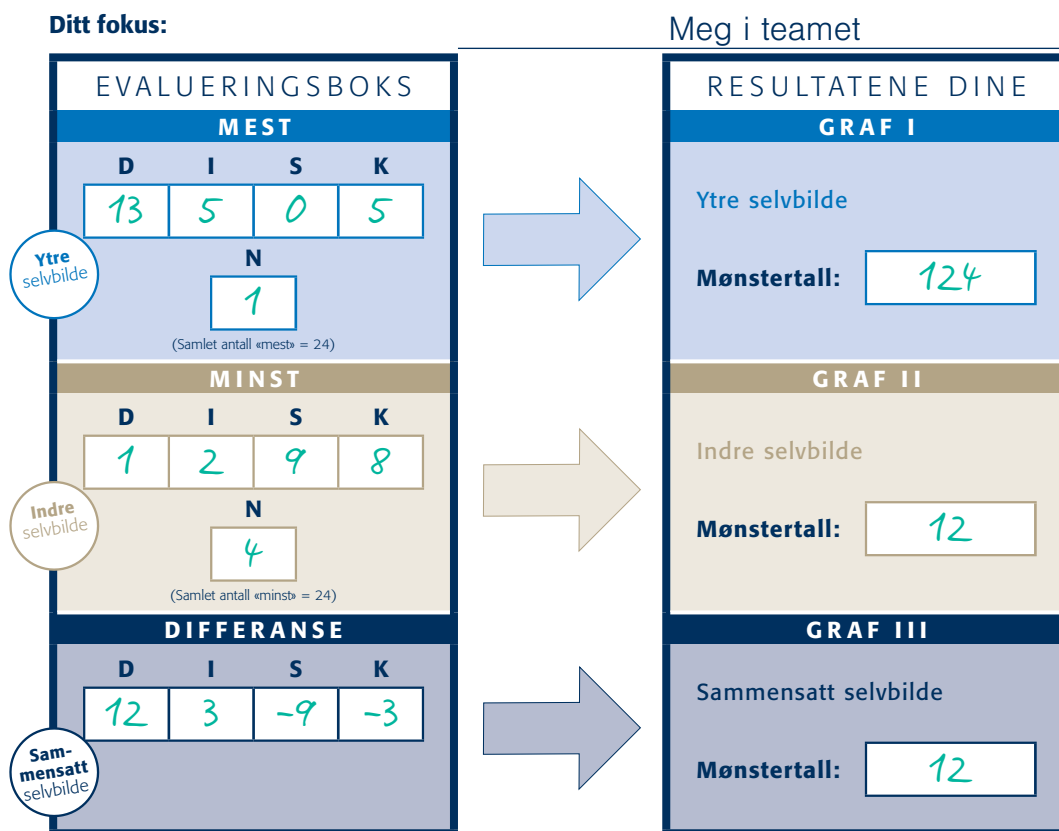 Ditt fokus:
Meg i teamet
EVALUERINGSBOKS
MEST
D I S K
13 5 0 5
Ytre
selvbilde
N
1
(Samlet antall «mest» = 24)
MINST
D I S K
1 2 9 8
Indre
selvbilde
N
4
(Samlet antall «minst» = 24)
DIFFERANSE
D I S K
12 3 -9 -3
Sam-
mensatt
selvbilde
RESULTATENE DINE
GRAF I
Ytre selvbilde
Mønstertall: 124
GRAF II
Indre selvbilde
Mønstertall: 12
GRAF III
Sammensatt selvbilde
Mønstertall: 12